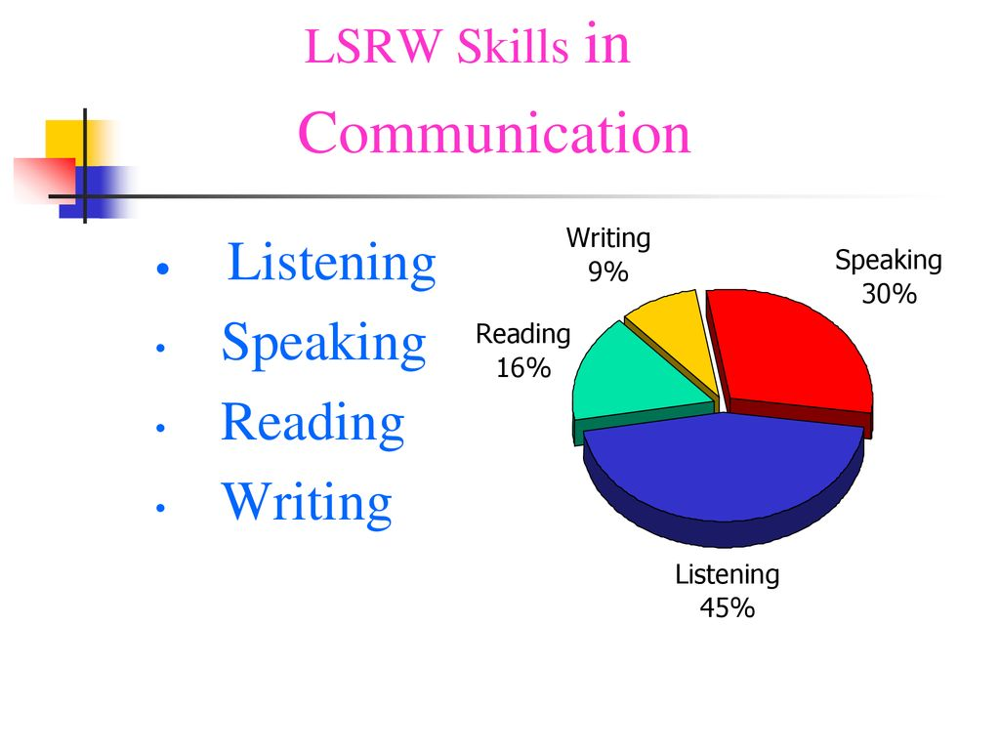 LSRW Skills in
Communication
• Listening
• Speaking
• Reading
• Writing
Writing
9%
Speaking
30%
Reading
16%
Listening
45%